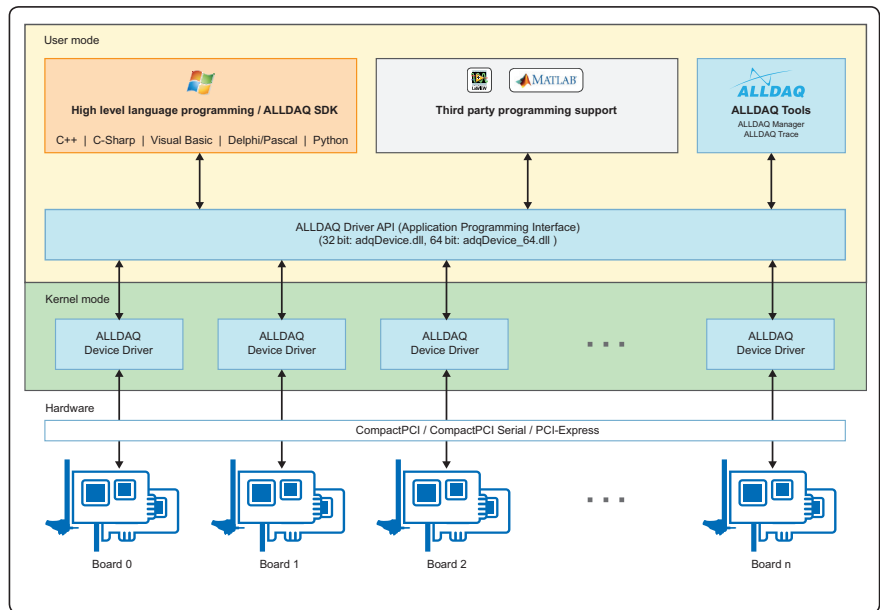 User mode
High level language programming / ALLDAQ SDK
C++ | C-Sharp | Visual Basic | Delphi/Pascal | Python
LabVIEW
MATLAB
Third party programming support
ALLDAQ
ALLDAQ Tools
ALLDAQ Manager
ALLDAQ Trace
ALLDAQ Driver API (Application Programming Interface)
(32 bit: adqDevice.dll, 64 bit: adqDevice_64.dll )
Kernel mode
ALLDAQ
Device Driver
ALLDAQ
Device Driver
ALLDAQ
Device Driver
ALLDAQ
Device Driver
Hardware
CompactPCI / CompactPCI Serial / PCI-Express
Board 0
Board 1
Board 2
Board n